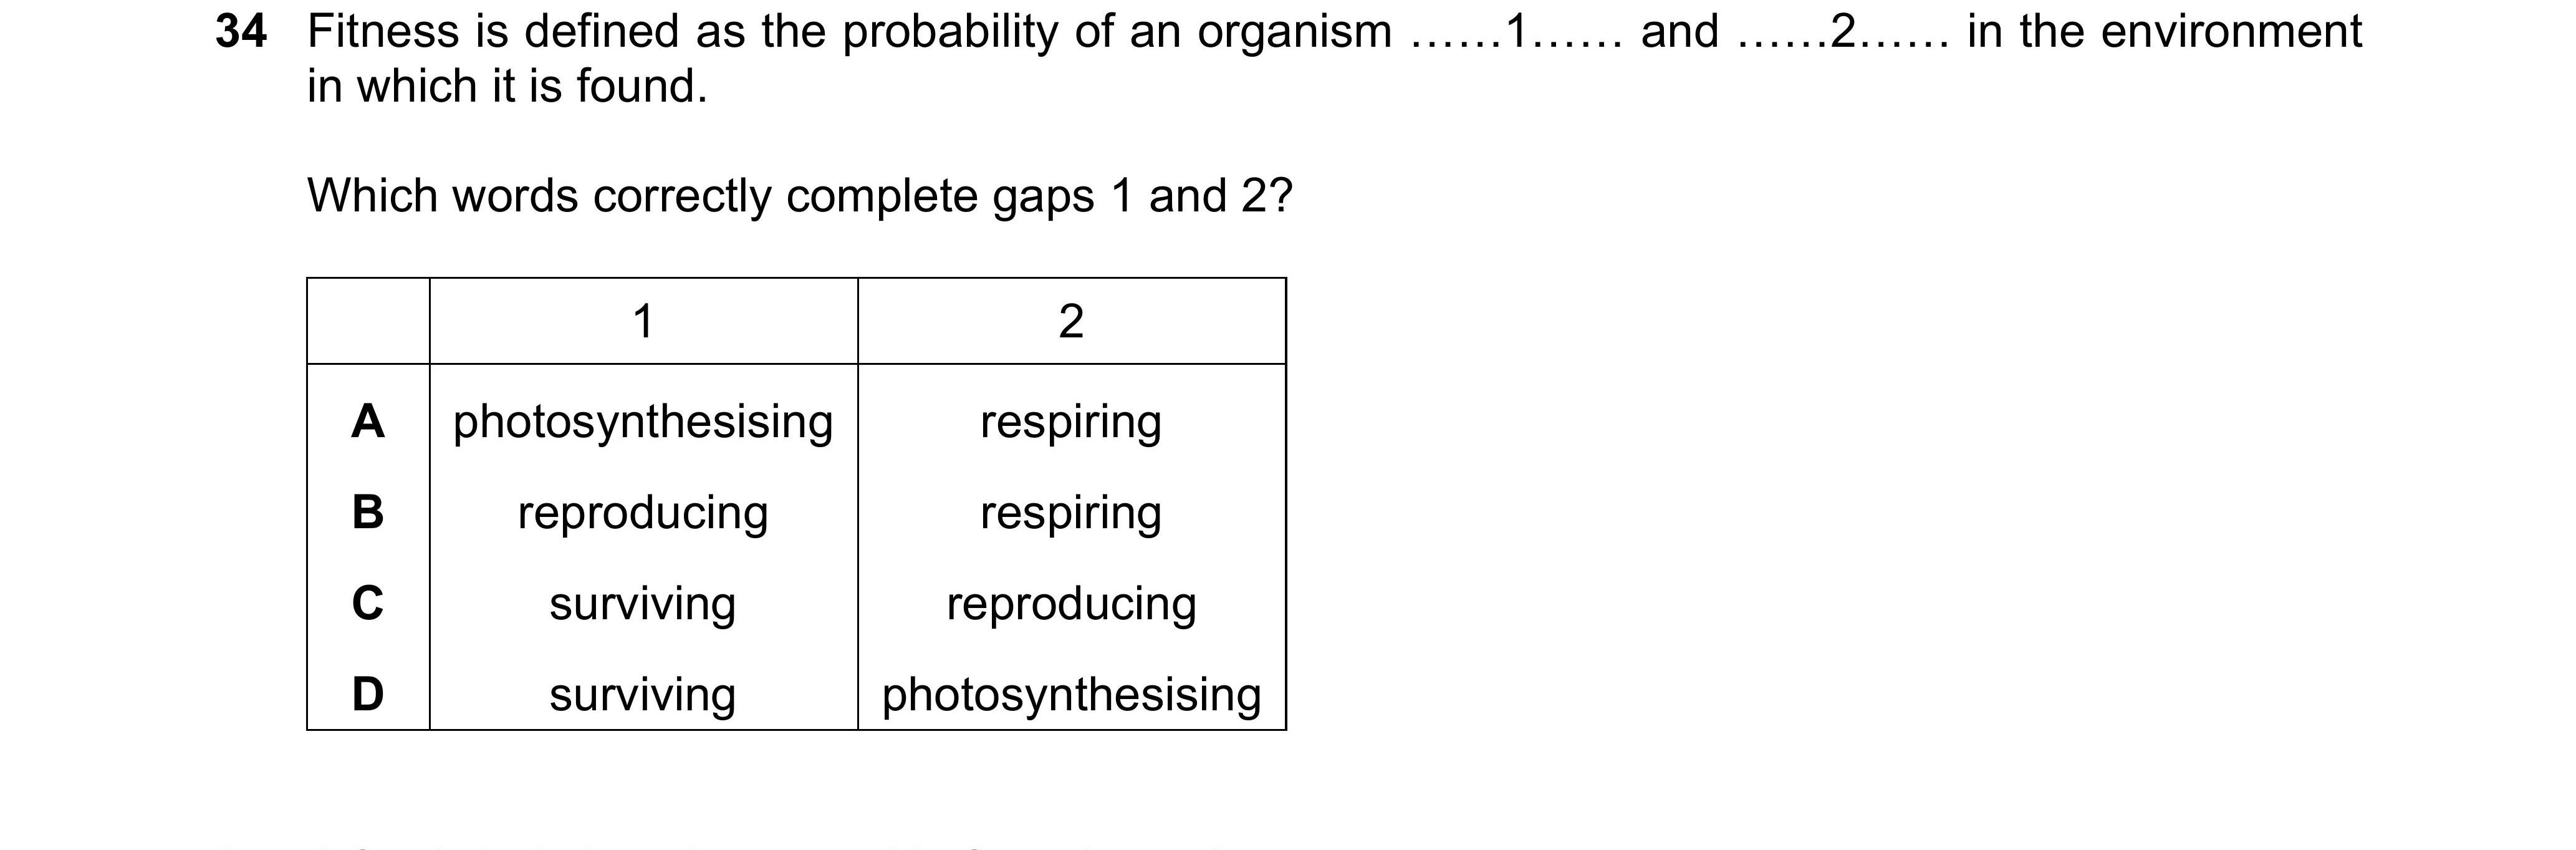 34 Fitness is defined as the probability of an organism ......1...... and ......2...... in the environment
in which it is found.
Which words correctly complete gaps 1 and 2?
1 2
A photosynthesising respiring
B reproducing respiring
C surviving reproducing
D surviving photosynthesising